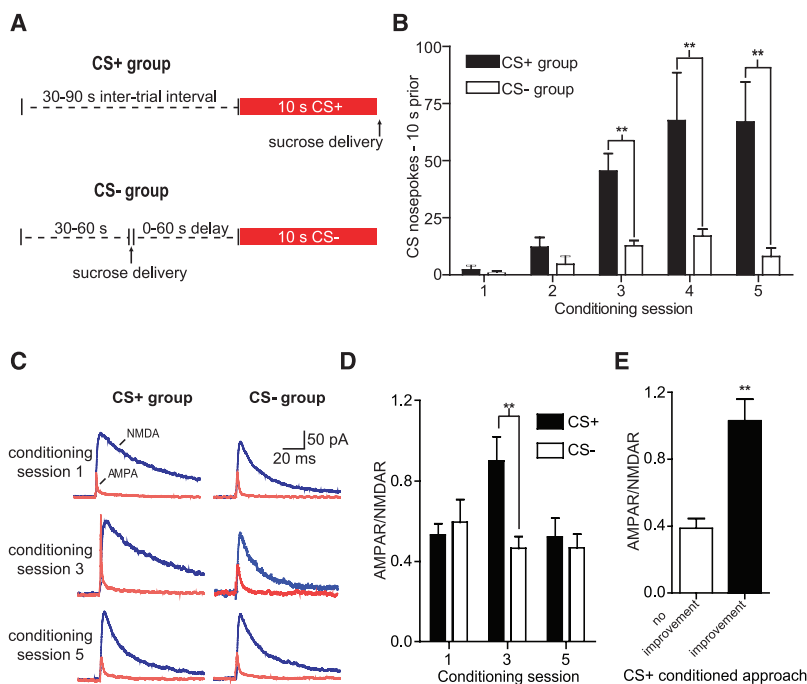 A
CS+ group
30-90 s inter-trial interval
10 s CS+
sucrose delivery
CS- group
30-60 s
0-60 s delay
10 s CS-
sucrose delivery
B
CS nosepokes - 10 s prior
100
75
50
25
0
CS+ group
CS- group
**
**
**
1
2
3
4
5
Conditioning session
C
CS+ group
CS- group
conditioning
session 1
NMDA
AMPA
50 pA
20 ms
conditioning
session 3
conditioning
session 5
D
AMPAR/NMDAR
1.2
0.8
0.4
0.0
**
CS+
CS-
1
3
5
Conditioning session
E
AMPAR/NMDAR
1.2
0.8
0.4
0.0
**
no
improvement
improvement
CS+ conditioned approach